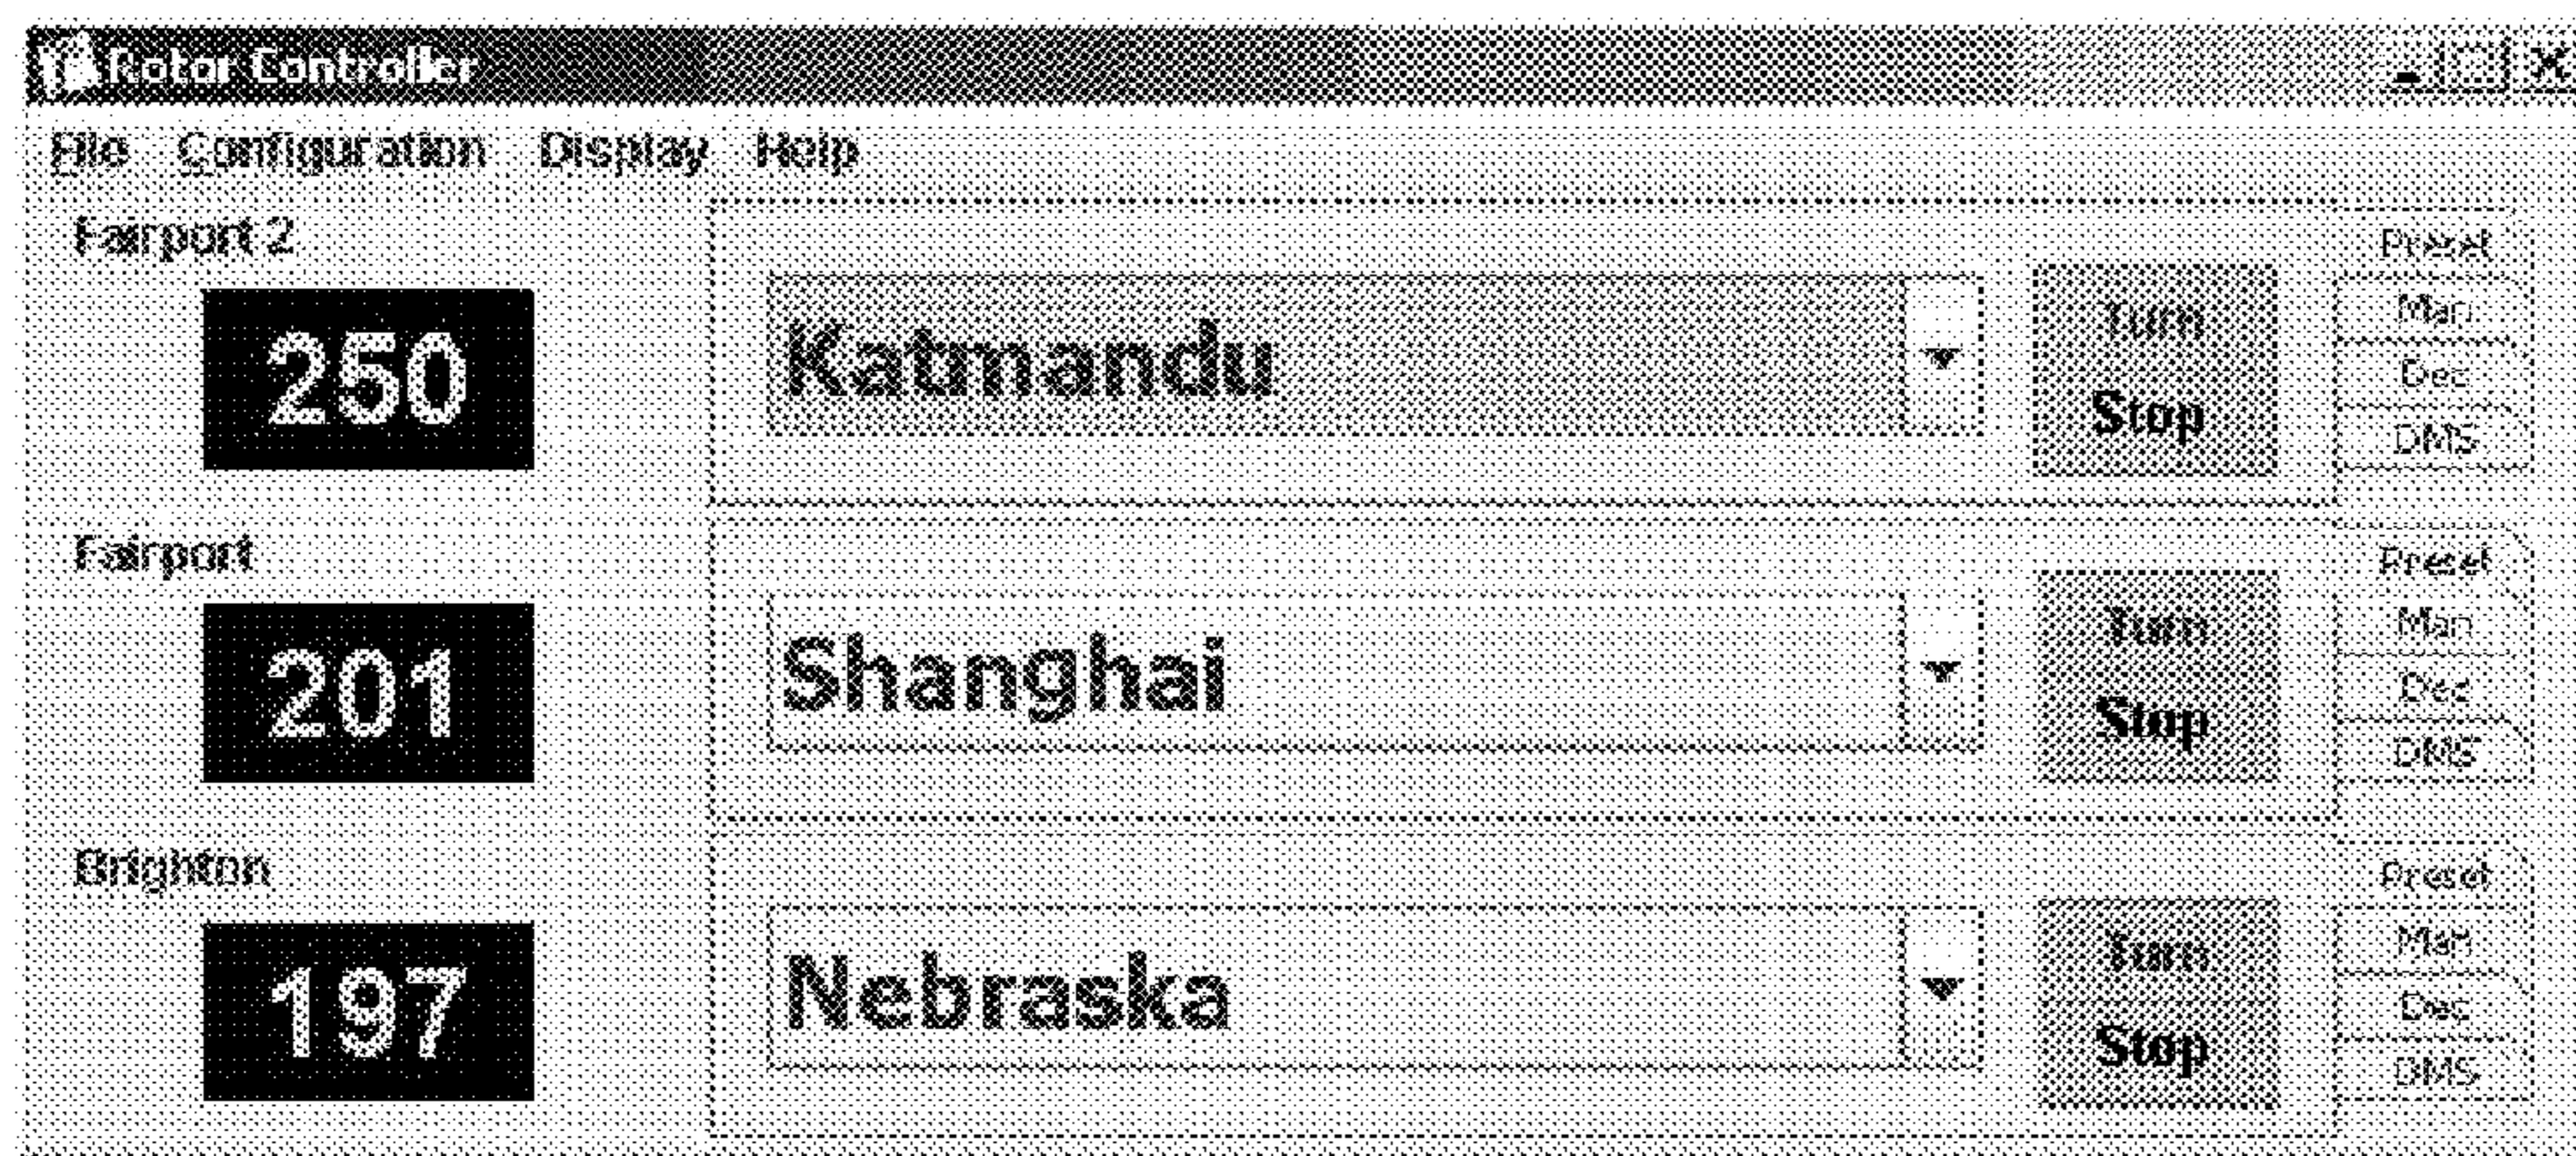 Rotor Controller
File Configuration Display Help
Fairport 2
250
Katmandu
Turn
Stop
Preset
Man
Dec
DMS
Fairport
201
Shanghai
Turn
Stop
Preset
Man
Dec
DMS
Brighton
197
Nebraska
Turn
Stop
Preset
Man
Dec
DMS